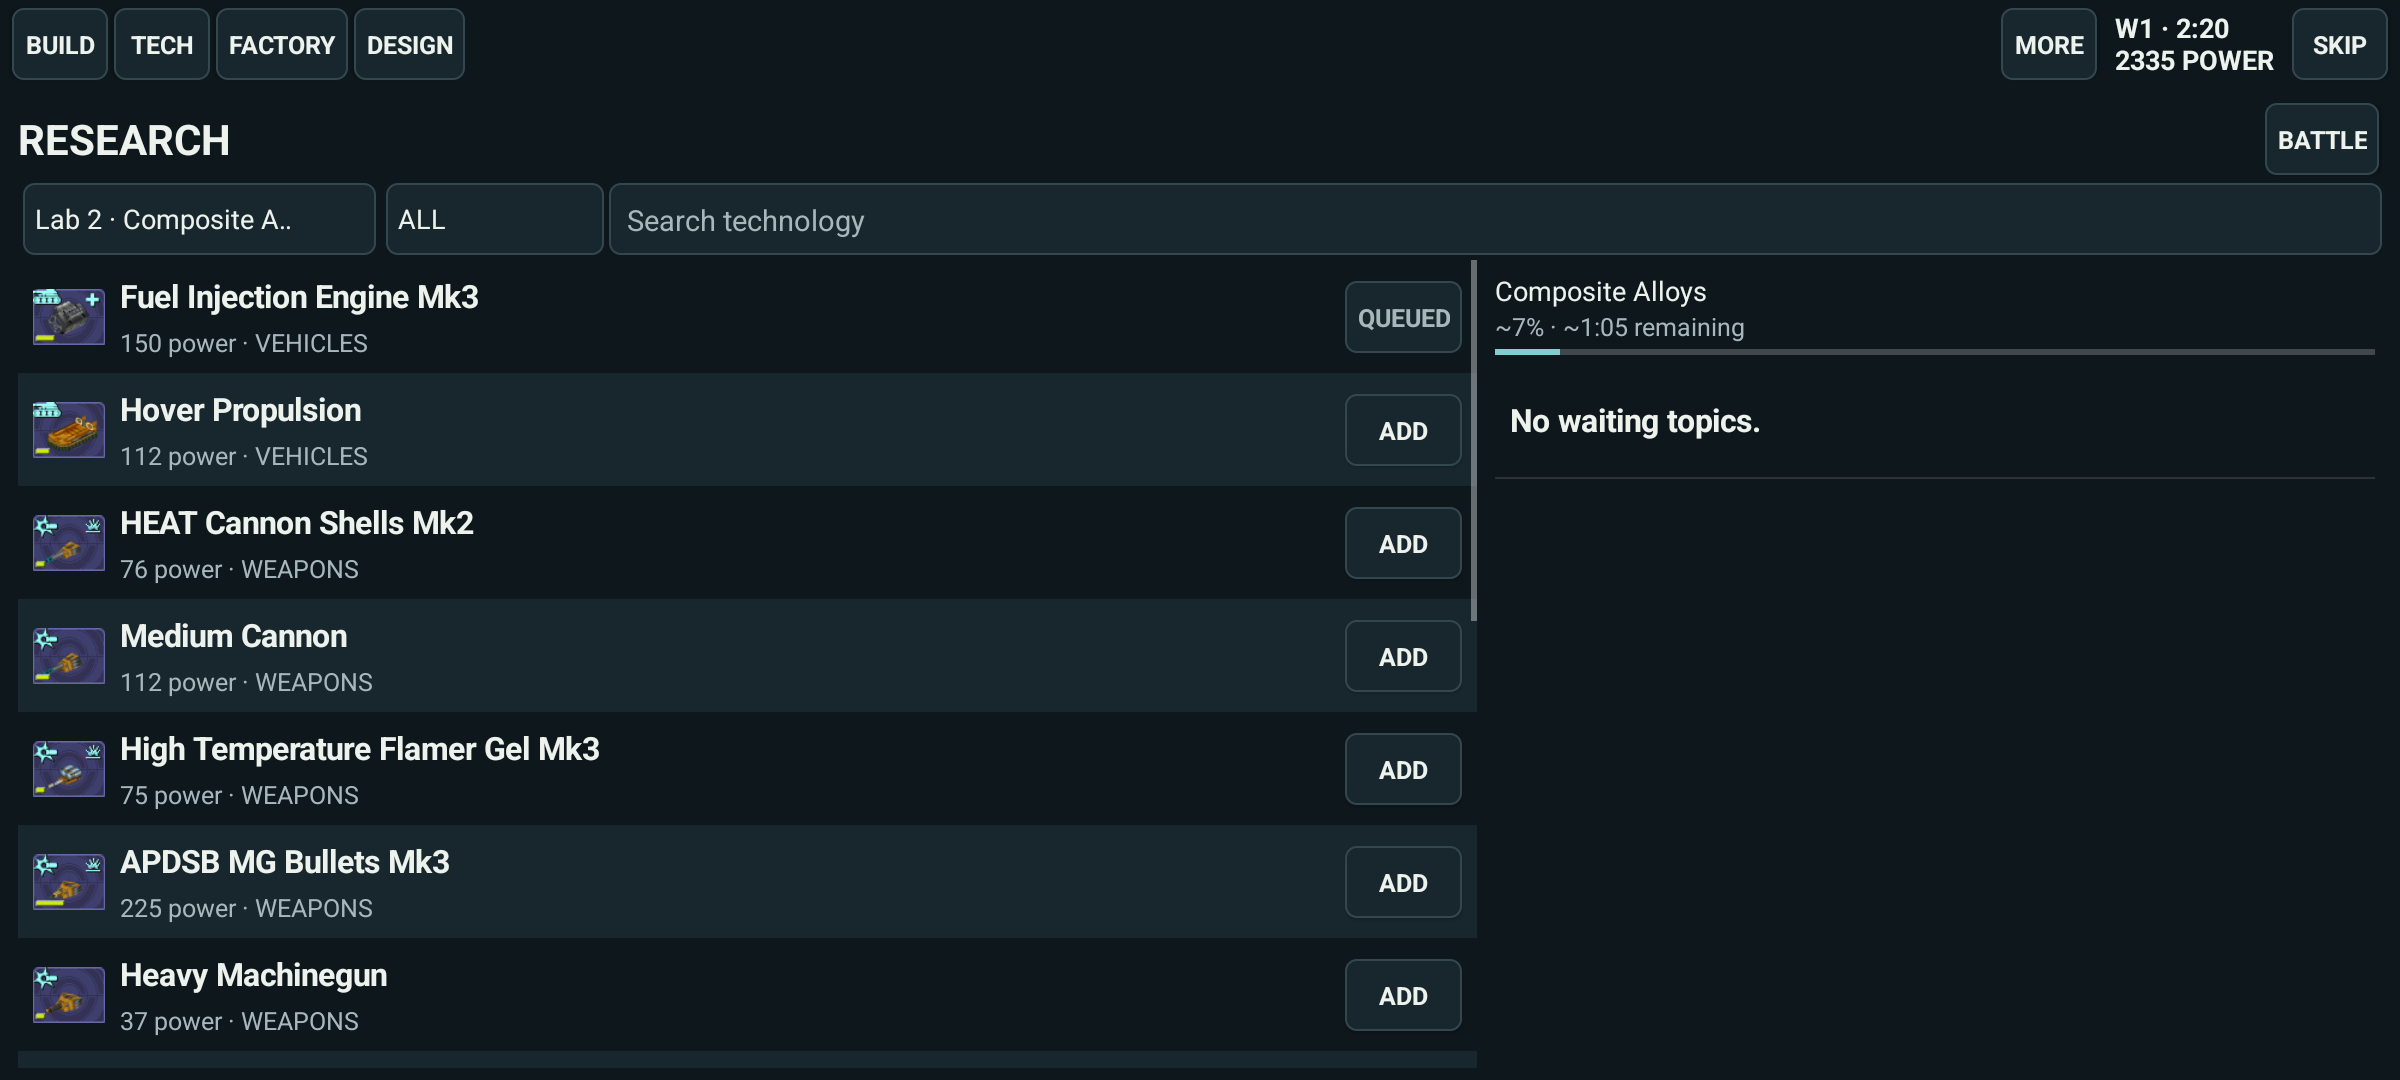 BUILD TECH FACTORY DESIGN MORE W1 · 2:20 SKIP
2335 POWER
RESEARCH BATTLE
Lab 2 · Composite A.. ALL Search technology
Fuel Injection Engine Mk3
150 power · VEHICLES
QUEUED
Hover Propulsion
112 power · VEHICLES
ADD
HEAT Cannon Shells Mk2
76 power · WEAPONS
ADD
Medium Cannon
112 power · WEAPONS
ADD
High Temperature Flamer Gel Mk3
75 power · WEAPONS
ADD
APDSB MG Bullets Mk3
225 power · WEAPONS
ADD
Heavy Machinegun
37 power · WEAPONS
ADD
Composite Alloys
~7% · ~1:05 remaining
No waiting topics.